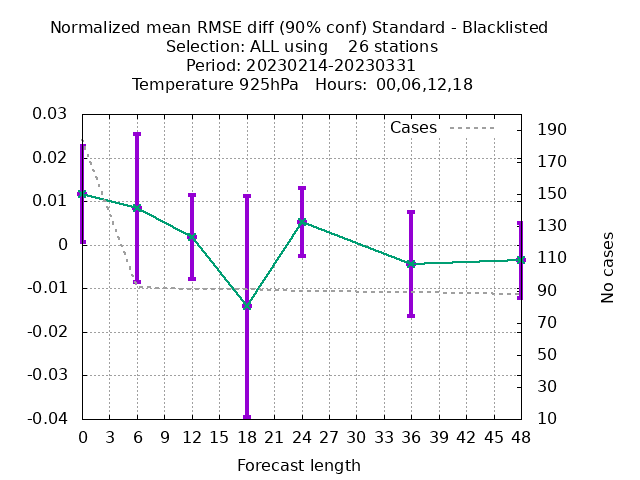 Normalized mean RMSE diff (90% conf) Standard - Blacklisted
Selection: ALL using    26 stations
Period: 20230214-20230331
Temperature 925hPa   Hours:  00,06,12,18
Cases
0.03
0.02
0.01
0
-0.01
-0.02
-0.03
-0.04
190
170
150
130
110
90
70
50
30
10
No cases
0 3 6 9 12 15 18 21 24 27 30 33 36 39 42 45 48
Forecast length